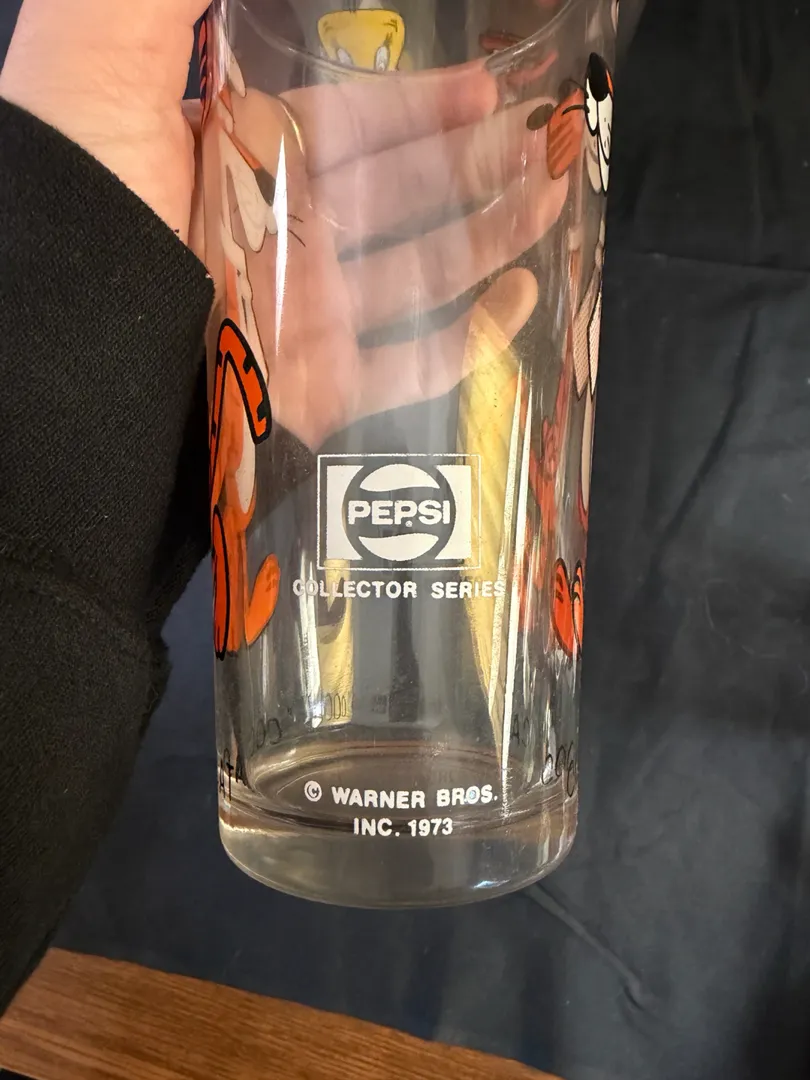 PEPSI
COLLECTOR SERIES
© WARNER BROS.
INC. 1973